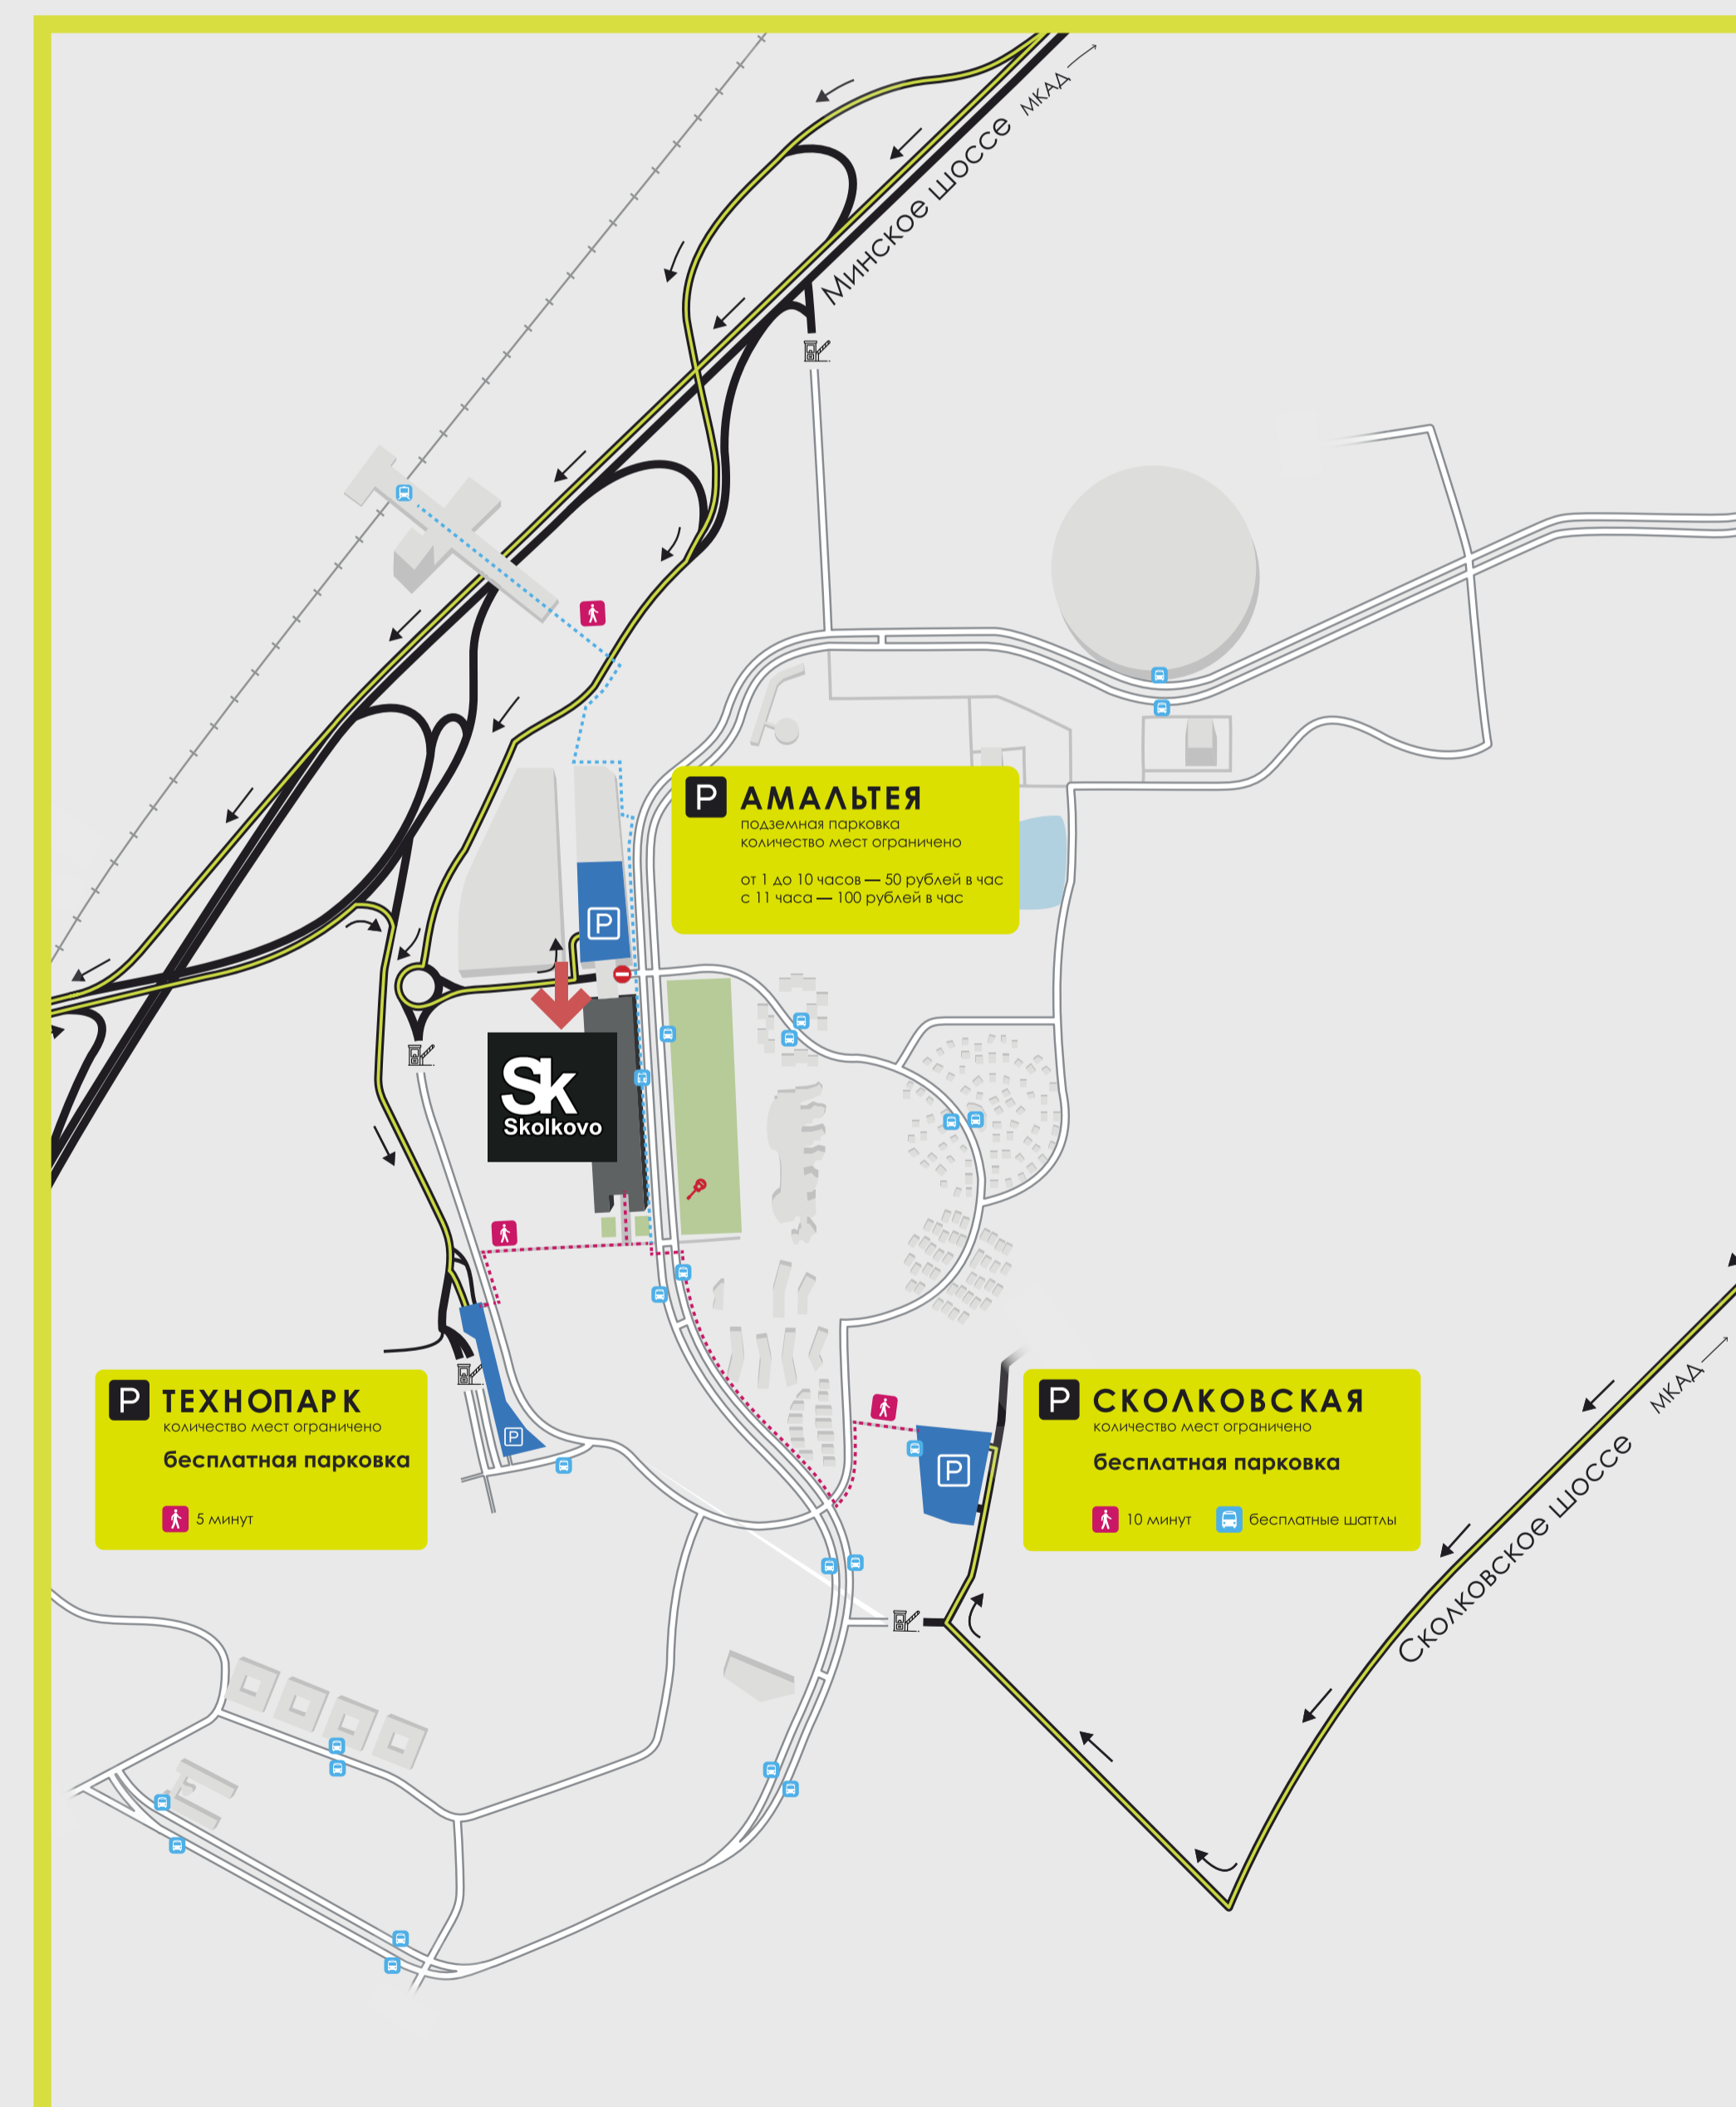 МКАД
Минское шоссе
P АМАЛЬТЕЯ
подземная парковка
количество мест ограничено
от 1 до 10 часов — 50 рублей в час
с 11 часа — 100 рублей в час
P
Sk
Skolkovo
P ТЕХНОПАРК
количество мест ограничено
бесплатная парковка
5 минут
P
P
P СКОЛКОВСКАЯ
количество мест ограничено
бесплатная парковка
10 минут бесплатные шаттлы
МКАД
Сколковское шоссе